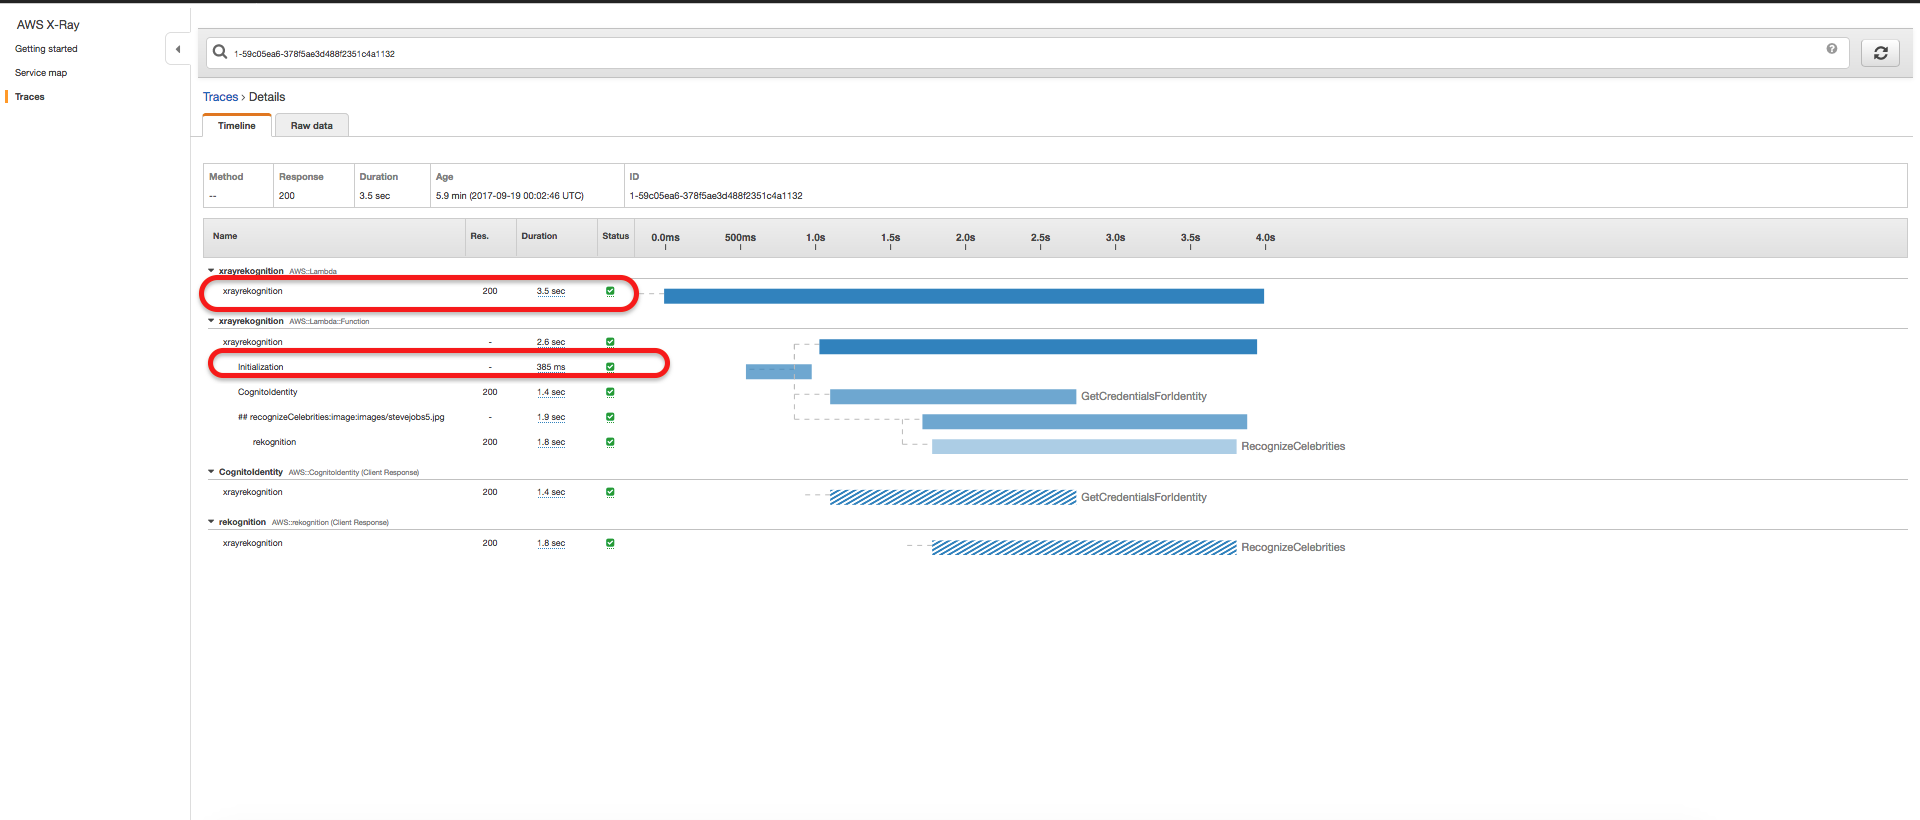 AWS X-Ray
Getting started
Service map
Traces
1-59c05ea6-378f5ae3d488f2351c4a1132
Traces › Details
Timeline Raw data
Method Response Duration Age ID
-- 200 3.5 sec 5.9 min (2017-09-19 00:02:46 UTC) 1-59c05ea6-378f5ae3d488f2351c4a1132
Name Res. Duration Status 0.0ms 500ms 1.0s 1.5s 2.0s 2.5s 3.0s 3.5s 4.0s
xrayrekognition AWS::Lambda
xrayrekognition 200 3.5 sec
xrayrekognition AWS::Lambda::Function
xrayrekognition - 2.6 sec
Initialization - 385 ms
CognitoIdentity 200 1.4 sec GetCredentialsForIdentity
## recognizeCelebrities:image:images/stevejobs5.jpg - 1.9 sec
rekognition 200 1.8 sec RecognizeCelebrities
CognitoIdentity AWS::CognitoIdentity (Client Response)
xrayrekognition 200 1.4 sec GetCredentialsForIdentity
rekognition AWS::rekognition (Client Response)
xrayrekognition 200 1.8 sec RecognizeCelebrities